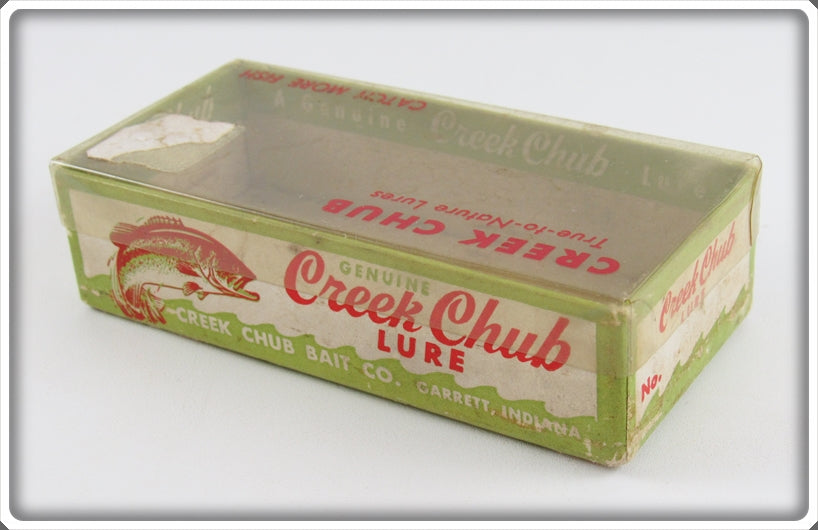 CATCH MORE FISH
A Genuine Creek Chub Lure
CREEK CHUB
True-to-Nature Lures
GENUINE
Creek Chub
LURE
CREEK CHUB BAIT CO. GARRETT, INDIANA
Creek Chub
LURE
No.